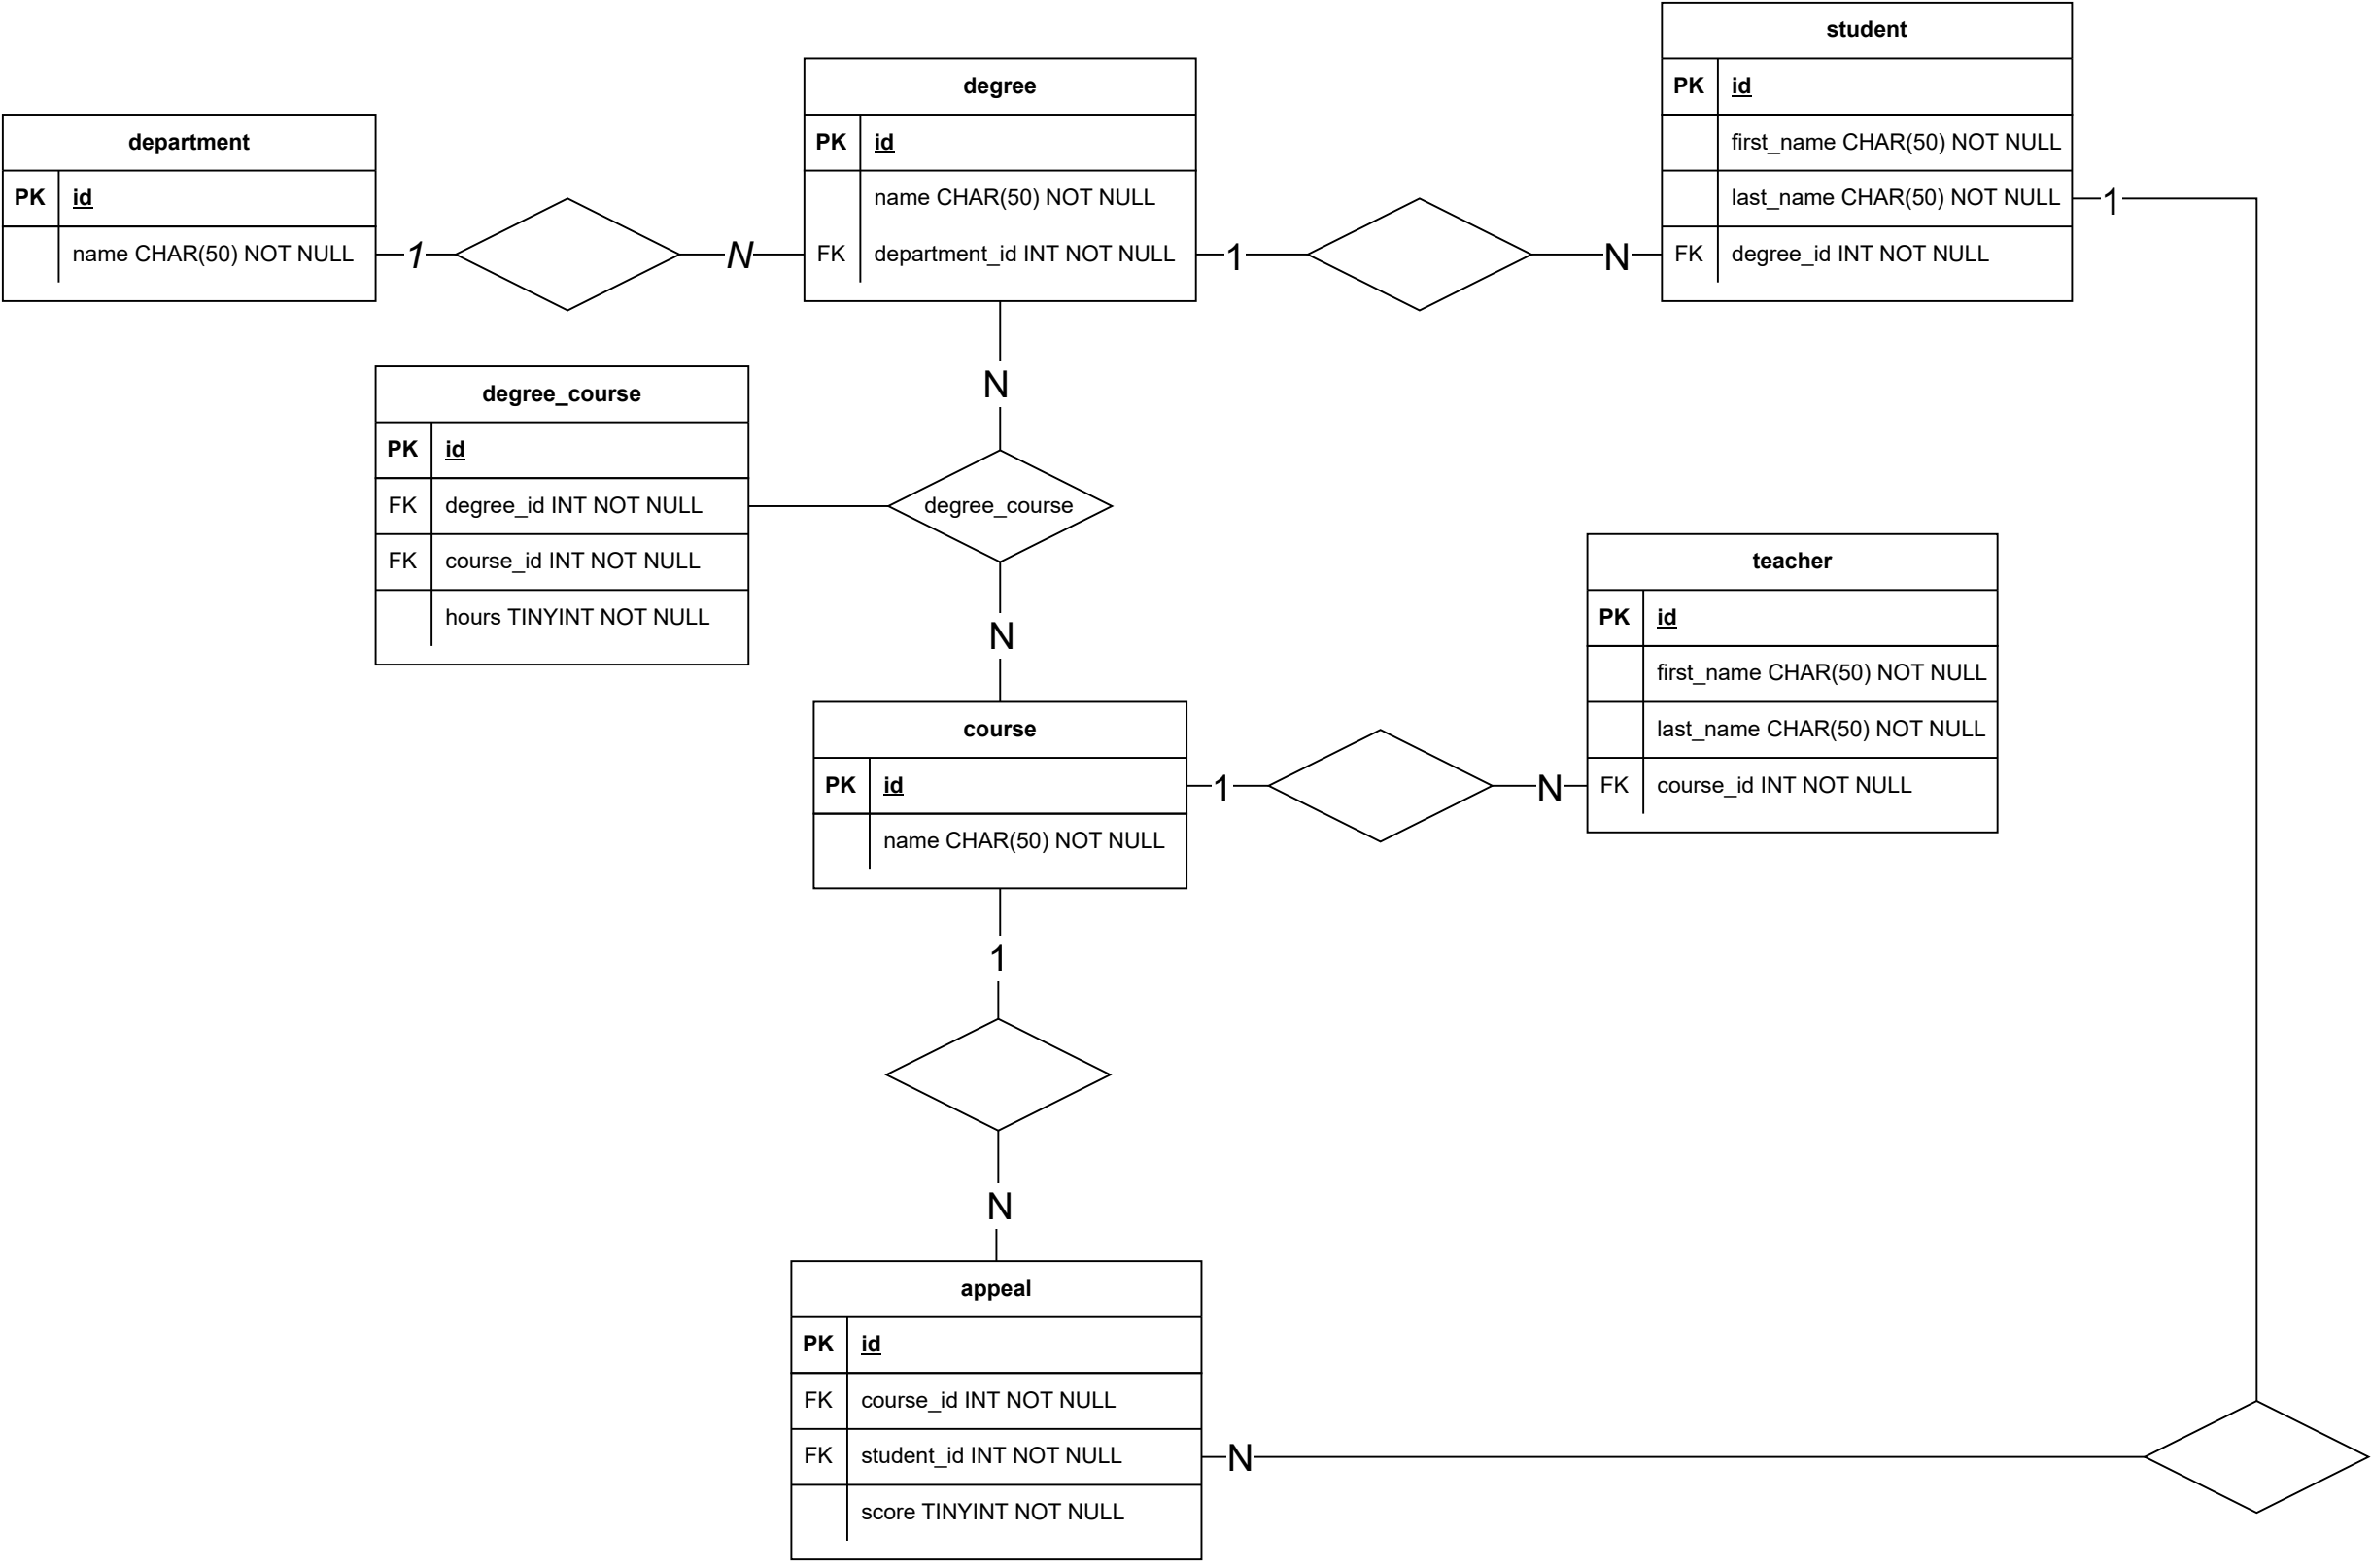 student
PK id
first_name CHAR(50) NOT NULL
last_name CHAR(50) NOT NULL
FK degree_id INT NOT NULL
degree
PK id
name CHAR(50) NOT NULL
FK department_id INT NOT NULL
department
PK id
name CHAR(50) NOT NULL
1
N
1
N
1
N
degree_course
PK id
FK degree_id INT NOT NULL
FK course_id INT NOT NULL
hours TINYINT NOT NULL
degree_course
N
teacher
PK id
first_name CHAR(50) NOT NULL
last_name CHAR(50) NOT NULL
FK course_id INT NOT NULL
course
PK id
name CHAR(50) NOT NULL
1
N
1
N
appeal
PK id
FK course_id INT NOT NULL
FK student_id INT NOT NULL
score TINYINT NOT NULL
N